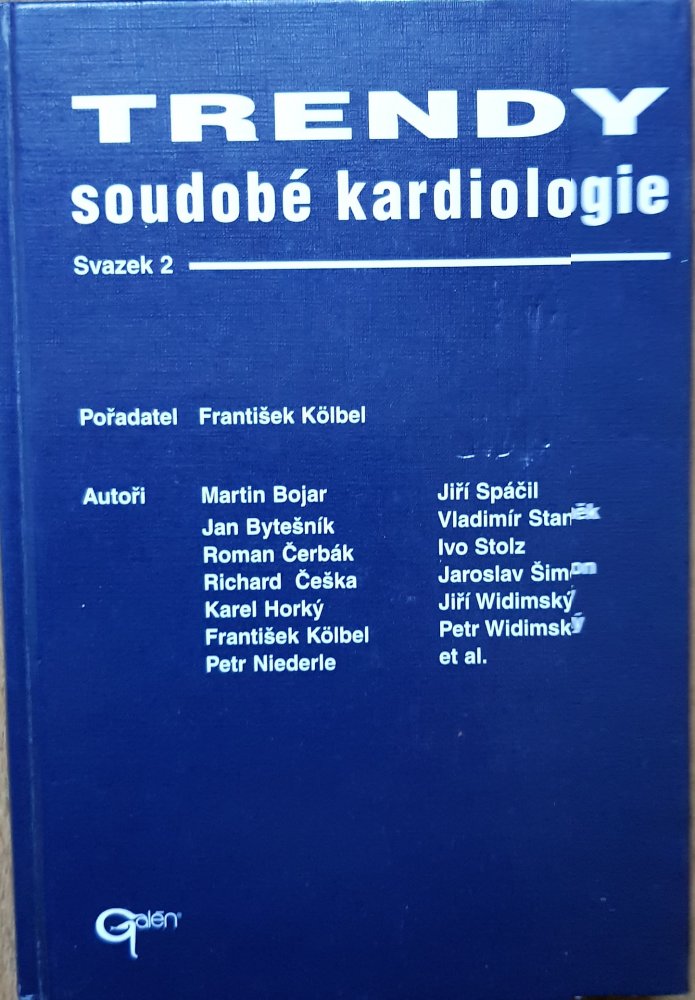 TRENDY
soudobé kardiologie
Svazek 2
Pořadatel František Kölbel
Autoři
Martin Bojar
Jan Bytešník
Roman Čerbák
Richard Češka
Karel Horký
František Kölbel
Petr Niederle
Jiří Spáčil
Vladimír Staněk
Ivo Stolz
Jaroslav Šimon
Jiří Widimský
Petr Widimský
et al.
Galén®